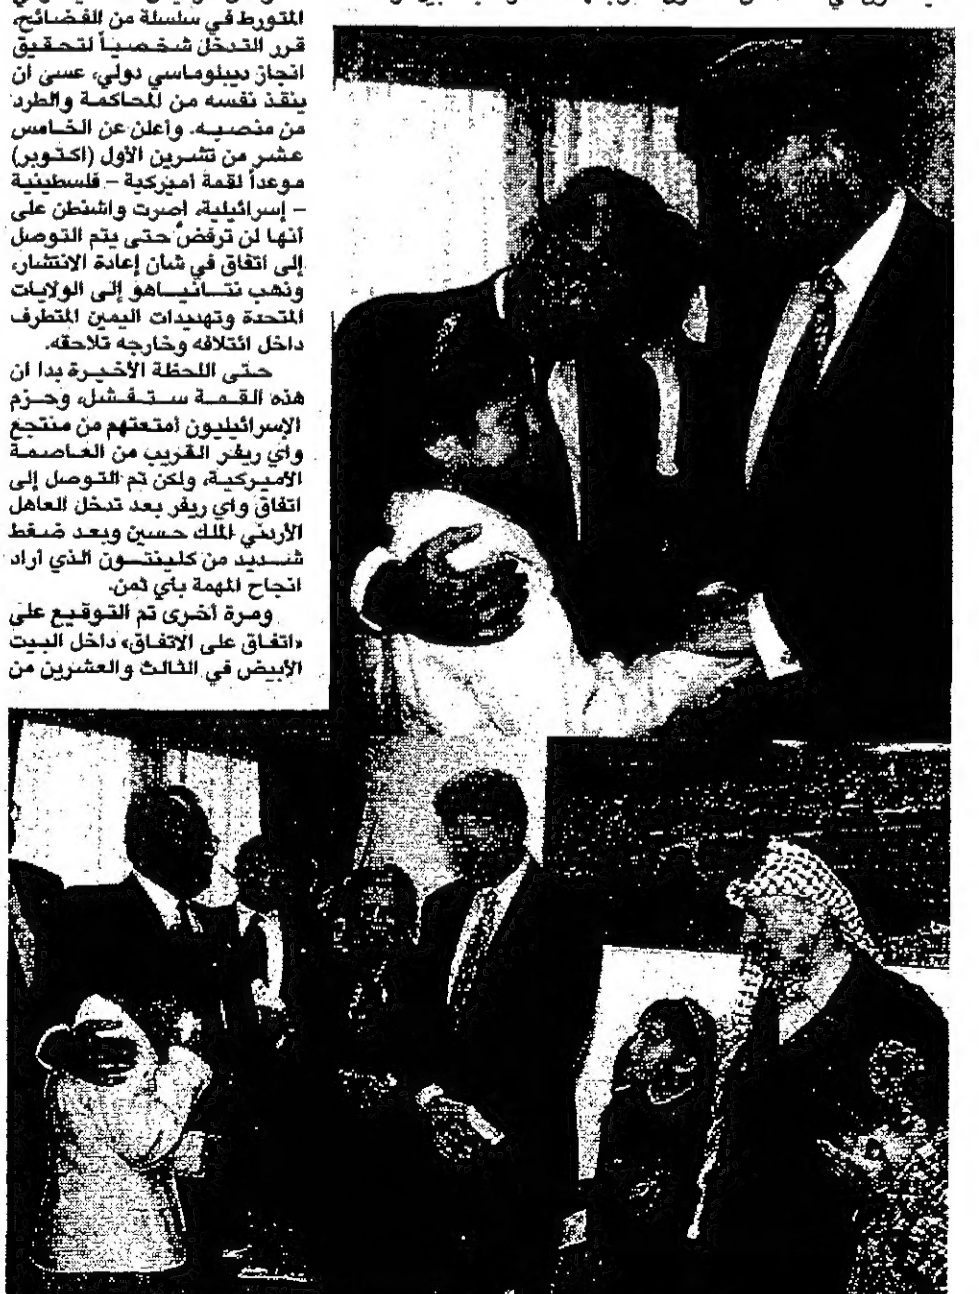 المتورط في سلسلة من الفضائح،
قرر التدخل شخصياً لتحقيق
انجاز ديبلوماسي دولي، عسى ان
ينقذ نفسه من المحاكمة والطرد
من منصبه. وأعلن عن الخامس
عشر من تشرين الأول (اكتوبر)
موعداً لقمة أميركية – فلسطينية
– إسرائيلية، اصرت واشنطن على
أنها لن ترفضّ حتى يتم التوصل
إلى اتفاق في شأن إعادة الانتشار،
وذهب نتانياهو إلى الولايات
المتحدة وتهديدات اليمين المتطرف
داخل ائتلافه وخارجه تلاحقه.
حتى اللحظة الأخيرة بدا ان
هذه القمة ستفشل، وحزم
الإسرائيليون أمتعتهم من منتجع
واي ريفر القريب من العاصمة
الأميركية، ولكن تم التوصل إلى
اتفاق واي ريفر بعد تدخل العاهل
الأردني الملك حسين وبعد ضغط
شديد من كلينتون الذي أراد
انجاح المهمة بأي ثمن.
ومرة أخرى تم التوقيع على
«اتفاق على الاتفاق» داخل البيت
الأبيض في الثالث والعشرين من